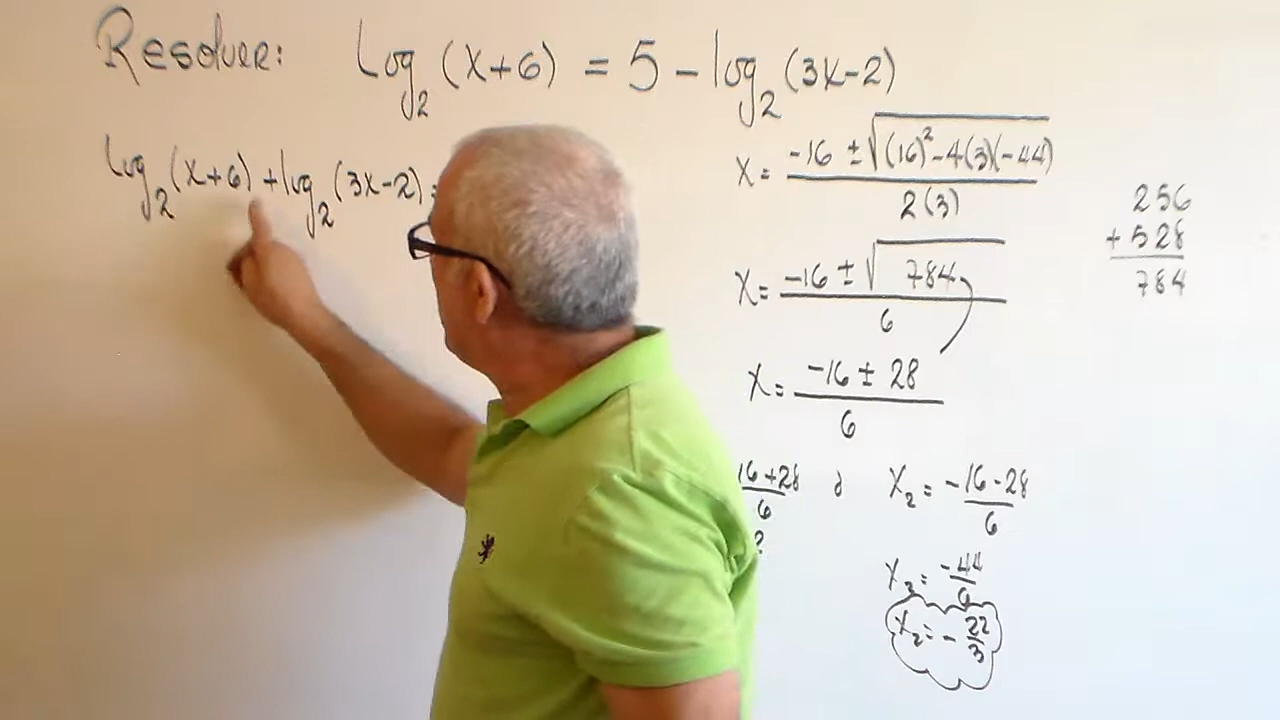 Resolver: Log₂(x+6) = 5 - log₂(3x-2)
Log₂(x+6) + log₂(3x-2) =
x = (-16 ± √((16)² - 4(3)(-44))) / 2(3)
256
+ 528
784
x = (-16 ± √784) / 6
x = (-16 ± 28) / 6
16+28 / 6 ó x₂ = (-16-28) / 6
?
x₂ = -44/6
x₂ = -22/3